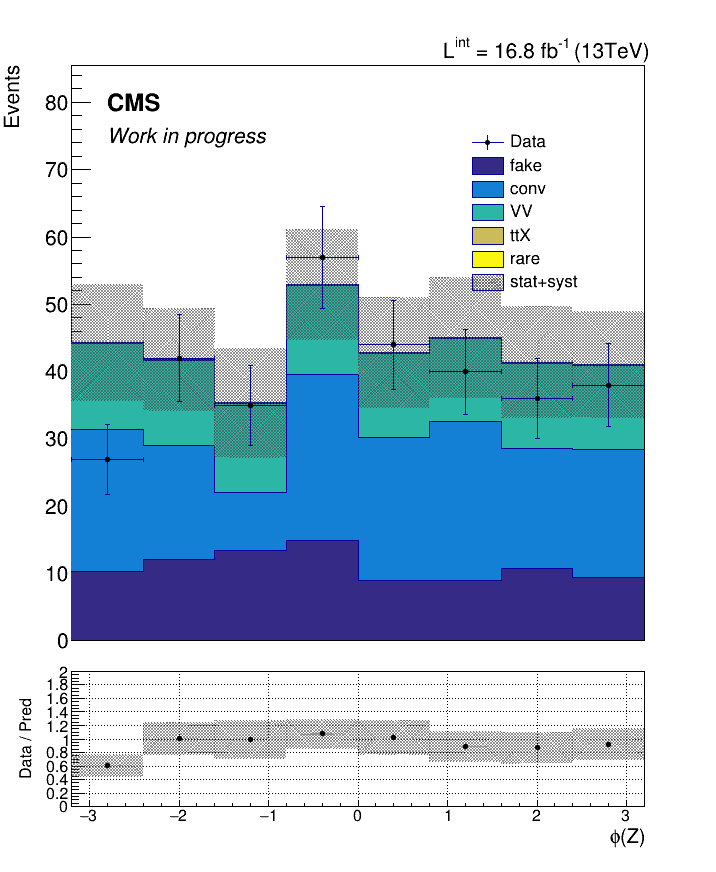 L^int = 16.8 fb^-1 (13TeV)
Events
CMS
Work in progress
Data
fake
conv
VV
ttX
rare
stat+syst
80
70
60
50
40
30
20
10
0
Data / Pred
2
1.8
1.6
1.4
1.2
1
0.8
0.6
0.4
0.2
0
−3 −2 −1 0 1 2 3
ϕ(Z)